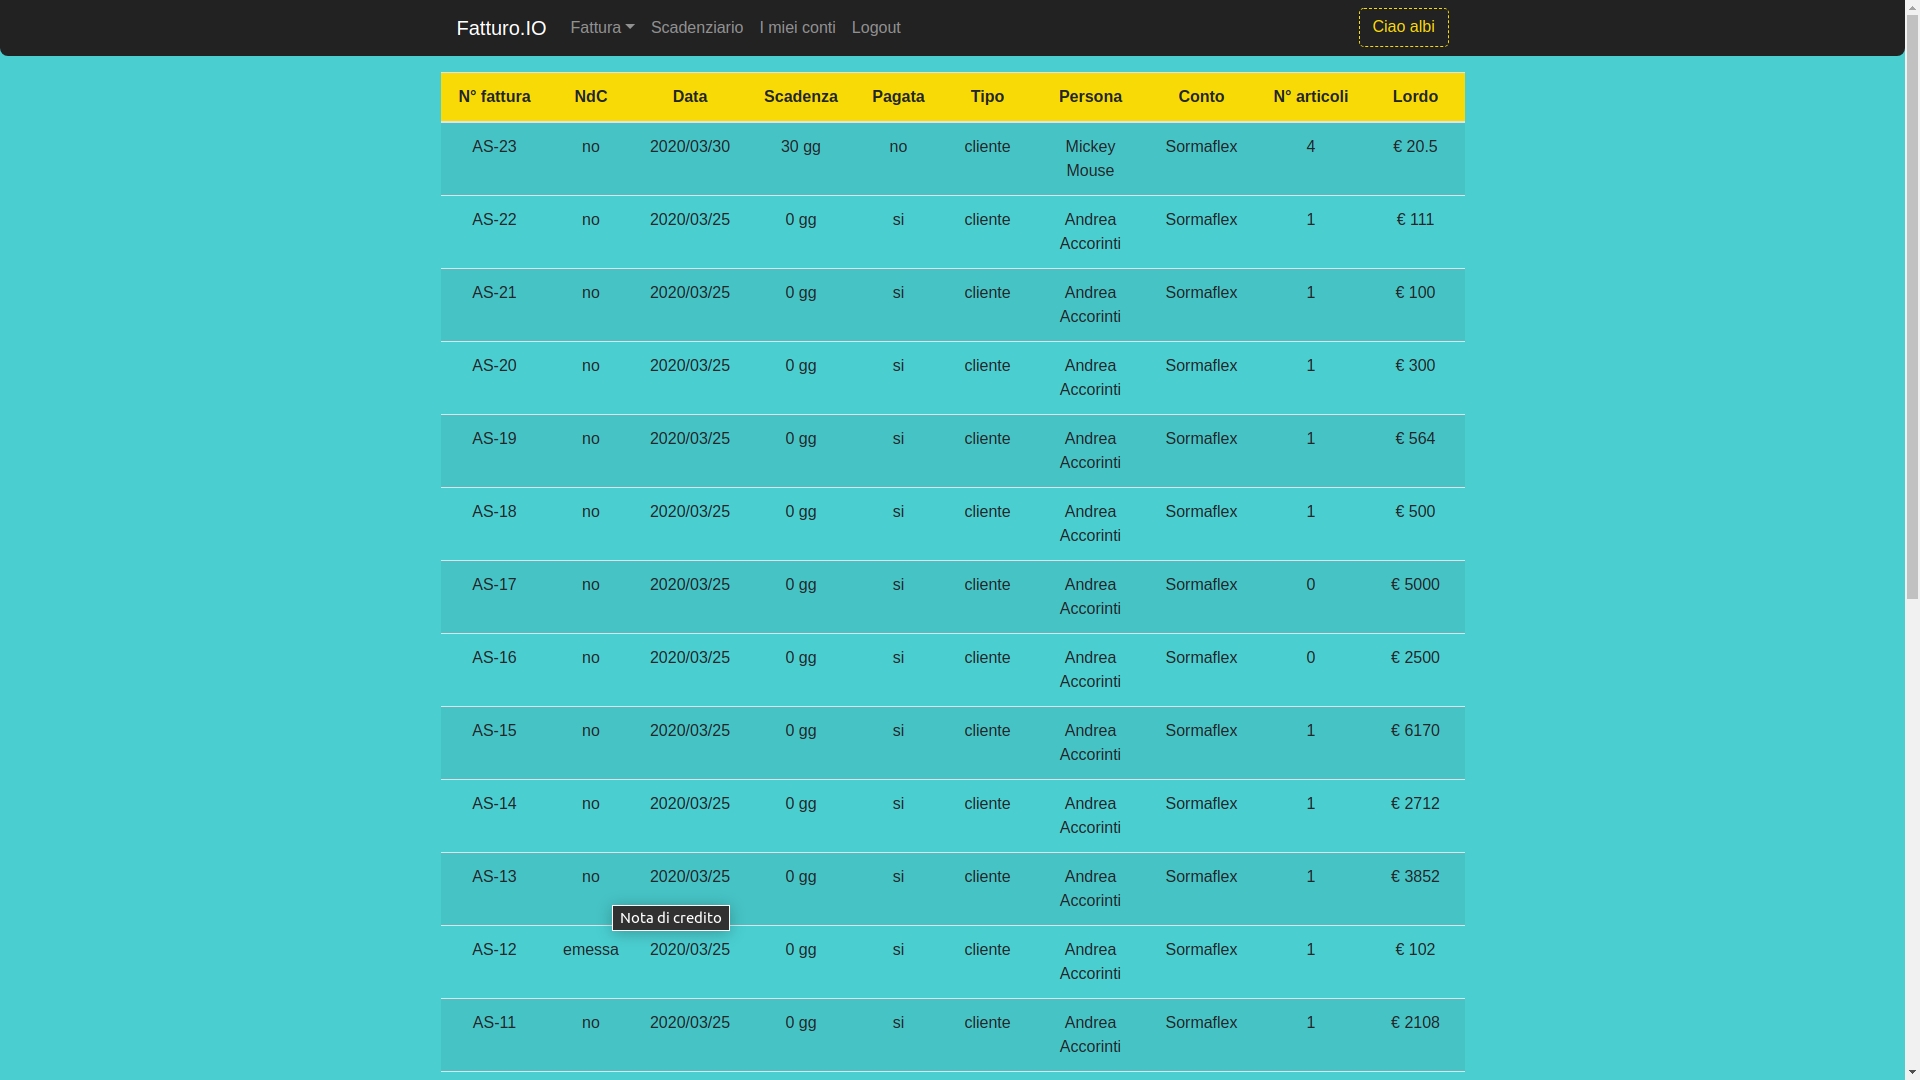 Fatturo.IO Fattura Scadenziario I miei conti Logout Ciao albi
N° fattura NdC Data Scadenza Pagata Tipo Persona Conto N° articoli Lordo
AS-23 no 2020/03/30 30 gg no cliente Mickey Sormaflex 4 € 20.5
Mouse
AS-22 no 2020/03/25 0 gg si cliente Andrea Sormaflex 1 € 111
Accorinti
AS-21 no 2020/03/25 0 gg si cliente Andrea Sormaflex 1 € 100
Accorinti
AS-20 no 2020/03/25 0 gg si cliente Andrea Sormaflex 1 € 300
Accorinti
AS-19 no 2020/03/25 0 gg si cliente Andrea Sormaflex 1 € 564
Accorinti
AS-18 no 2020/03/25 0 gg si cliente Andrea Sormaflex 1 € 500
Accorinti
AS-17 no 2020/03/25 0 gg si cliente Andrea Sormaflex 0 € 5000
Accorinti
AS-16 no 2020/03/25 0 gg si cliente Andrea Sormaflex 0 € 2500
Accorinti
AS-15 no 2020/03/25 0 gg si cliente Andrea Sormaflex 1 € 6170
Accorinti
AS-14 no 2020/03/25 0 gg si cliente Andrea Sormaflex 1 € 2712
Accorinti
AS-13 no 2020/03/25 0 gg si cliente Andrea Sormaflex 1 € 3852
Accorinti
Nota di credito
AS-12 emessa 2020/03/25 0 gg si cliente Andrea Sormaflex 1 € 102
Accorinti
AS-11 no 2020/03/25 0 gg si cliente Andrea Sormaflex 1 € 2108
Accorinti